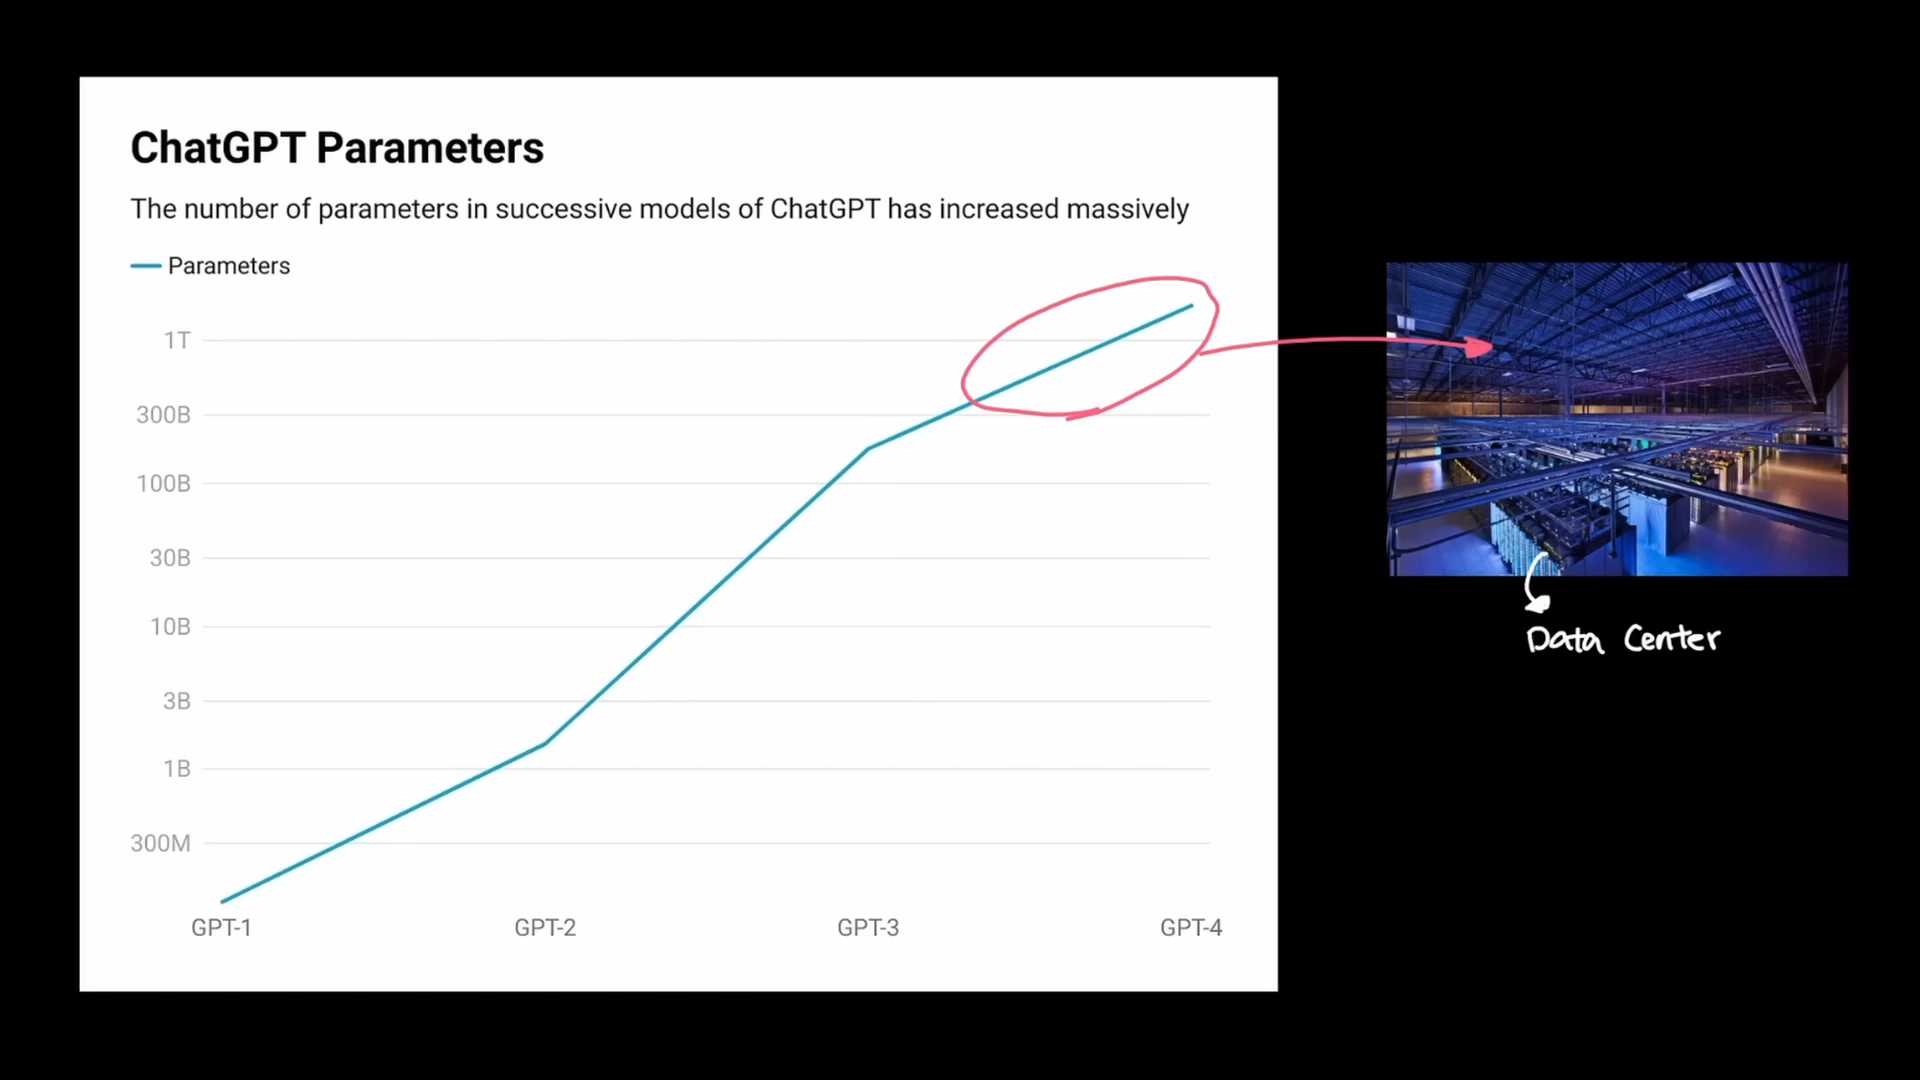 ChatGPT Parameters
The number of parameters in successive models of ChatGPT has increased massively
Parameters
1T
300B
100B
30B
10B
3B
1B
300M
GPT-1 GPT-2 GPT-3 GPT-4
Data Center